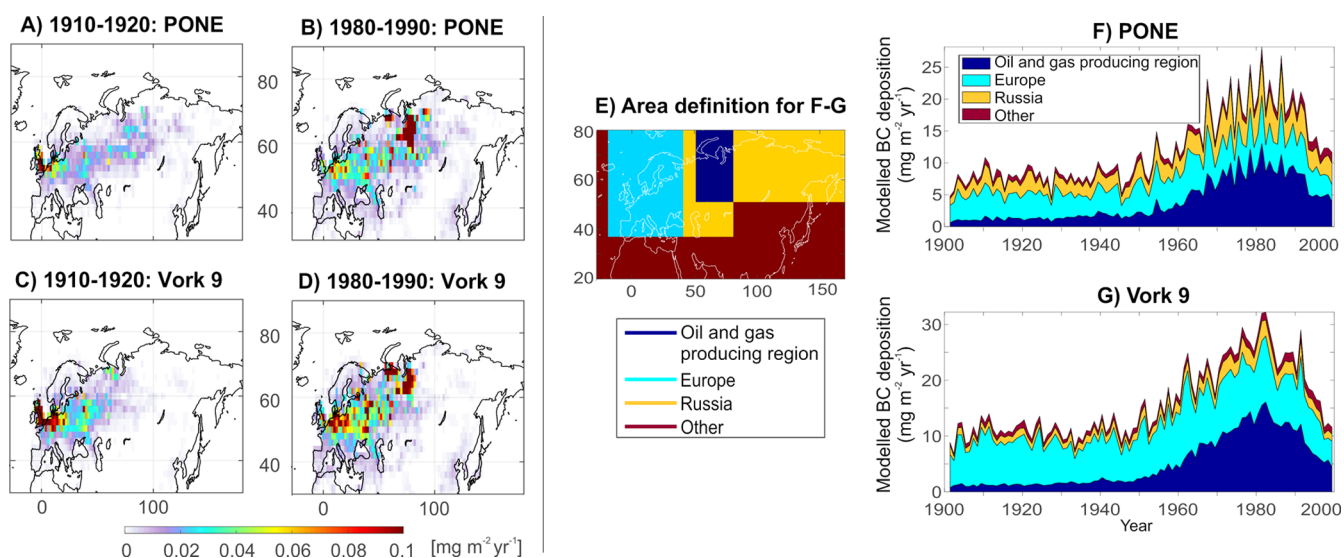 A) 1910-1920: PONE
B) 1980-1990: PONE
80
60
40
0
100
0
100
C) 1910-1920: Vork 9
D) 1980-1990: Vork 9
80
60
40
0
100
0
100
0
0.02
0.04
0.06
0.08
0.1
[mg m-2 yr-1]
E) Area definition for F-G
80
60
40
20
0
50
100
150
Oil and gas
producing region
Europe
Russia
Other
F) PONE
Modelled BC deposition
(mg m-2 yr-1)
25
20
15
10
5
0
Oil and gas producing region
Europe
Russia
Other
1900
1920
1940
1960
1980
2000
G) Vork 9
Modelled BC deposition
(mg m-2 yr-1)
30
20
10
0
1900
1920
1940
1960
1980
2000
Year